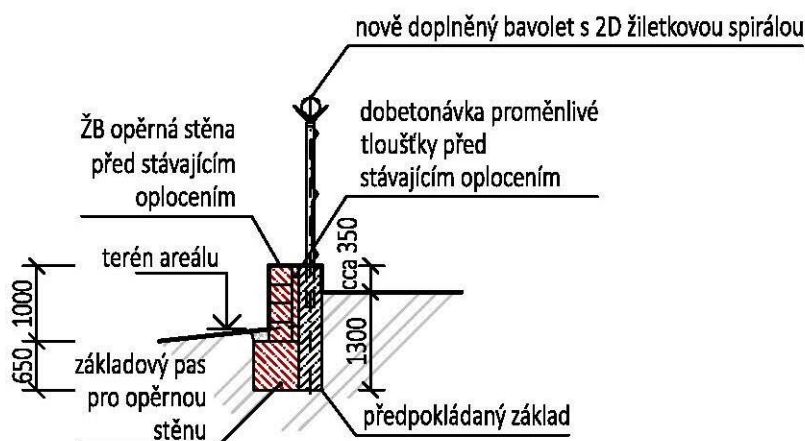 nově doplněný bavolet s 2D žiletkovou spirálou
ŽB opěrná stěna
před stávajícím
oplocením
dobetonávka proměnlivé
tloušťky před
stávajícím oplocením
terén areálu
cca 350
1000
1300
650
základový pas
pro opěrnou
stěnu
předpokládaný základ